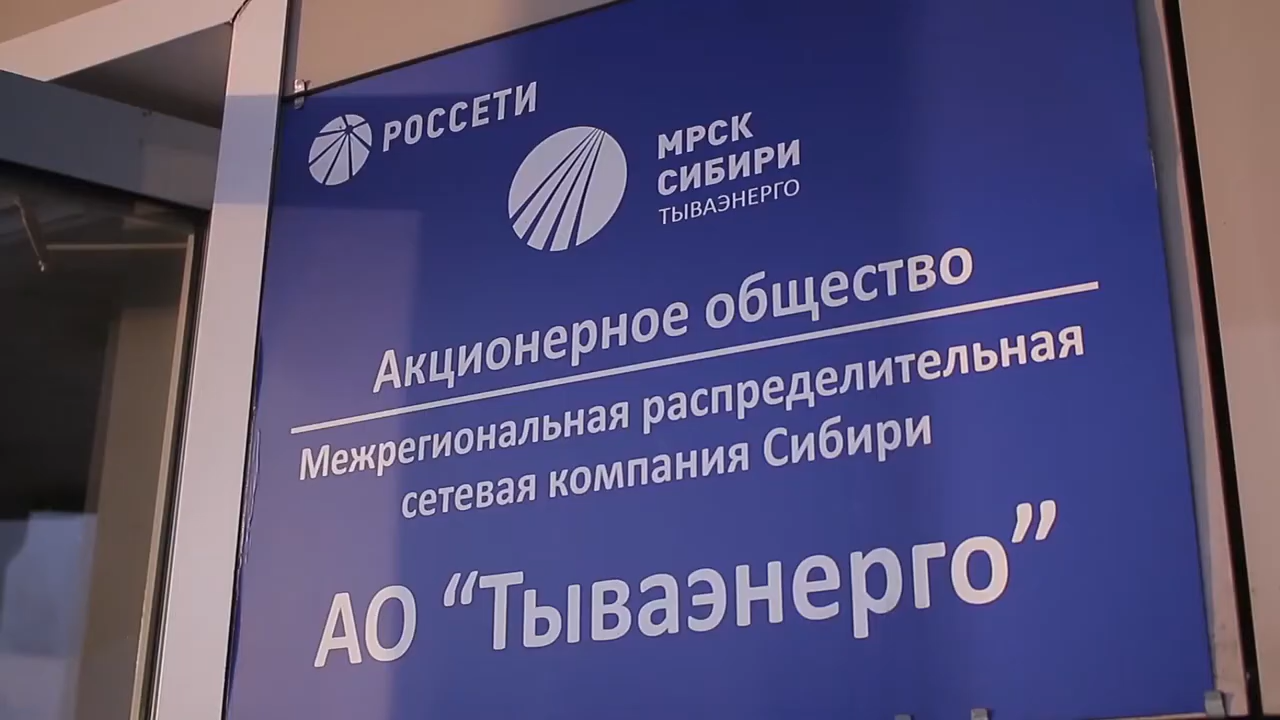 РОССЕТИ
МРСК
СИБИРИ
ТЫВАЭНЕРГО
Акционерное общество
Межрегиональная распределительная
сетевая компания Сибири
АО “Тываэнерго”